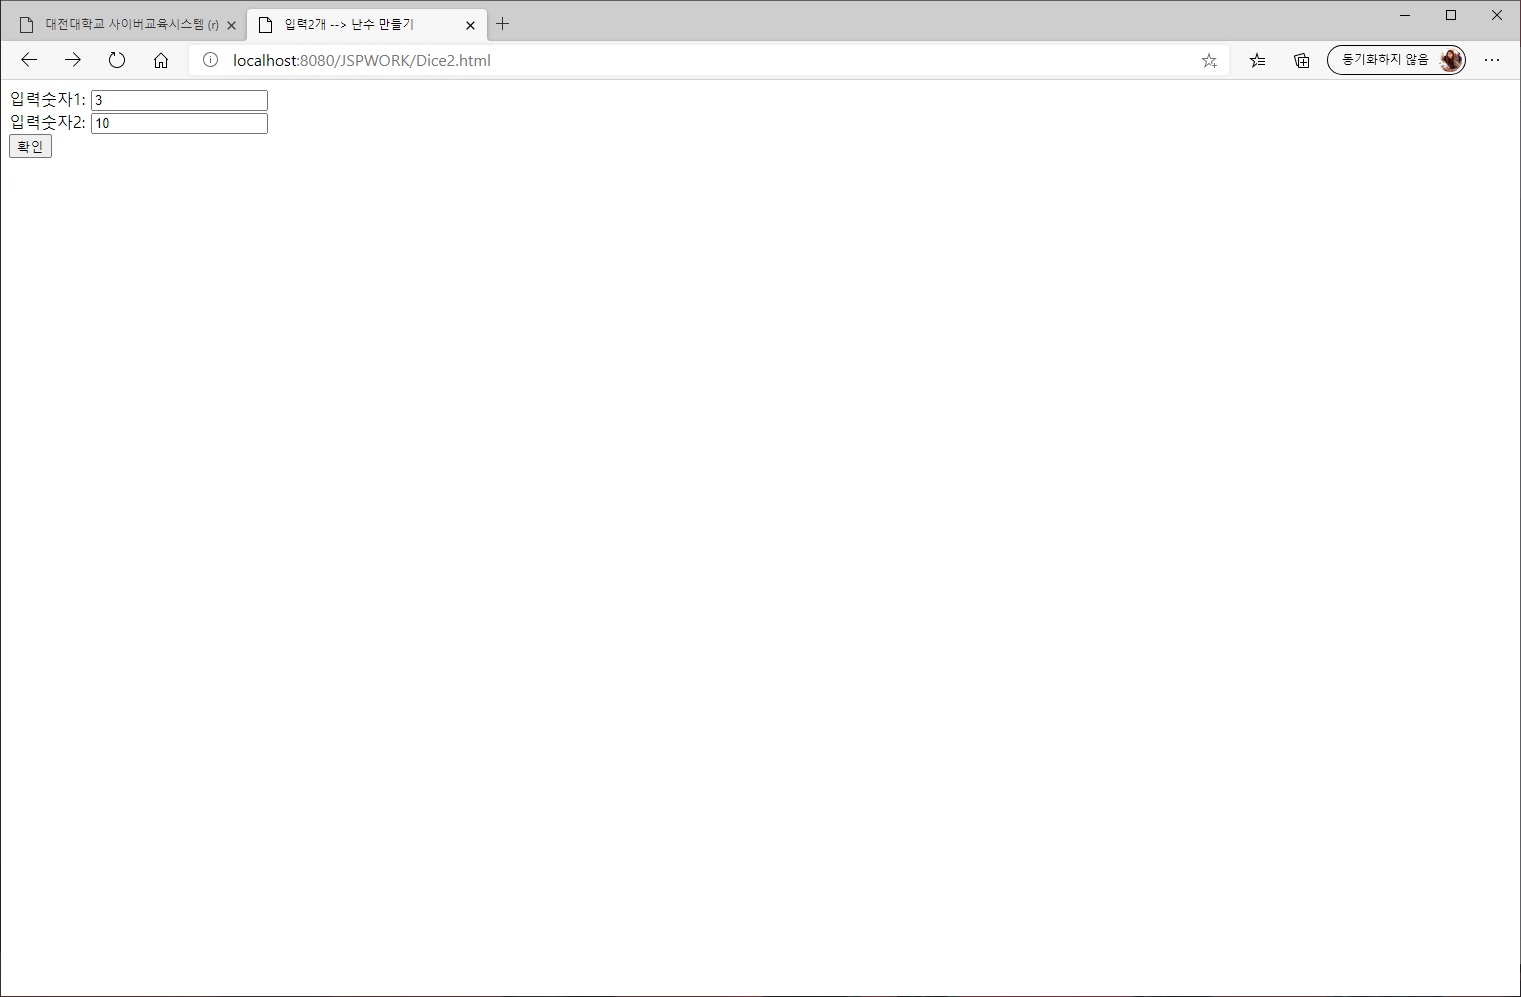 대전대학교 사이버교육시스템 (r)
입력2개 --> 난수 만들기
localhost:8080/JSPWORK/Dice2.html
동기화하지 않음
입력숫자1: 3
입력숫자2: 10
확인